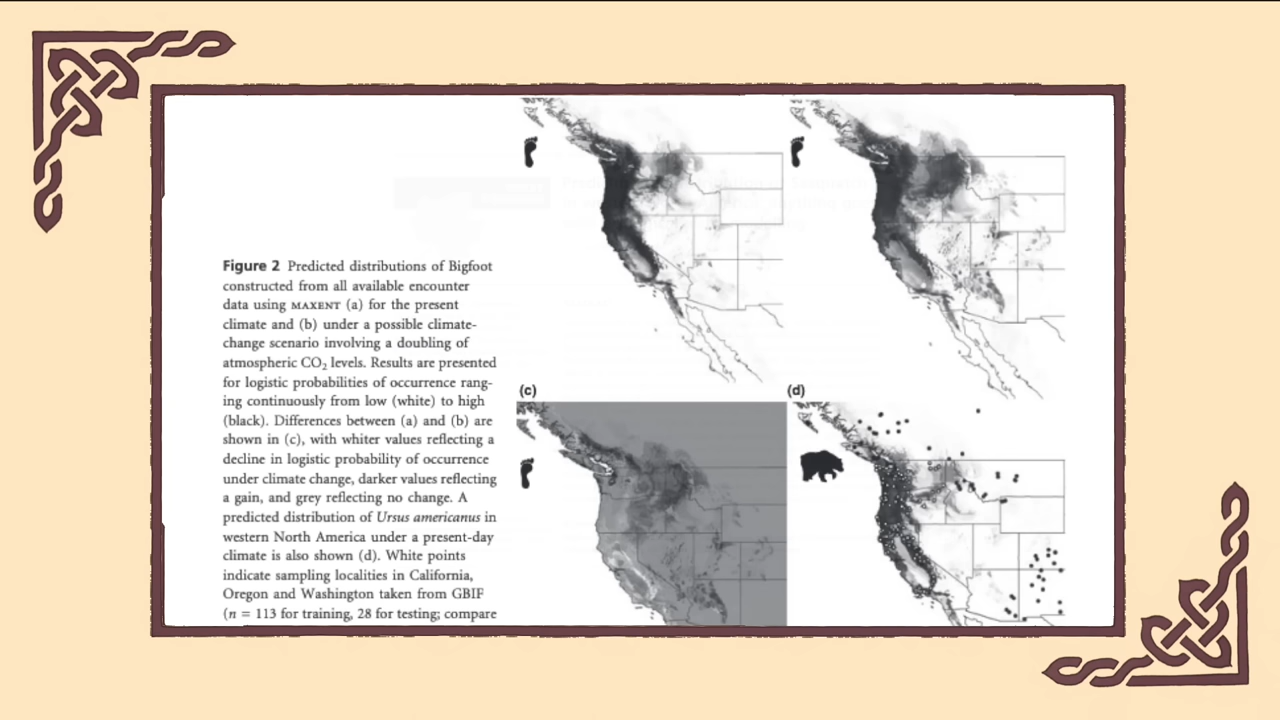 Figure 2 Predicted distributions of Bigfoot
constructed from all available encounter
data using MAXENT (a) for the present
climate and (b) under a possible climate-
change scenario involving a doubling of
atmospheric CO₂ levels. Results are presented
for logistic probabilities of occurrence rang-
ing continuously from low (white) to high
(black). Differences between (a) and (b) are
shown in (c), with whiter values reflecting a
decline in logistic probability of occurrence
under climate change, darker values reflecting
a gain, and grey reflecting no change. A
predicted distribution of Ursus americanus in
western North America under a present-day
climate is also shown (d). White points
indicate sampling localities in California,
Oregon and Washington taken from GBIF
(n = 113 for training, 28 for testing; compare
(c)
(d)